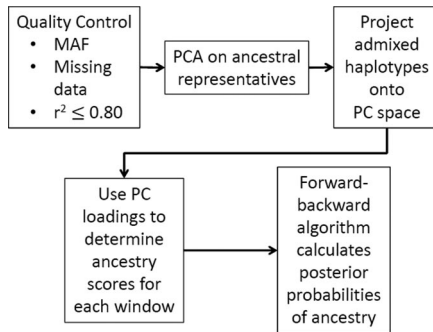 Quality Control
• MAF
• Missing
data
• r² ≤ 0.80
PCA on ancestral
representatives
Project
admixed
haplotypes
onto
PC space
Use PC
loadings to
determine
ancestry
scores for
each window
Forward-
backward
algorithm
calculates
posterior
probabilities
of ancestry